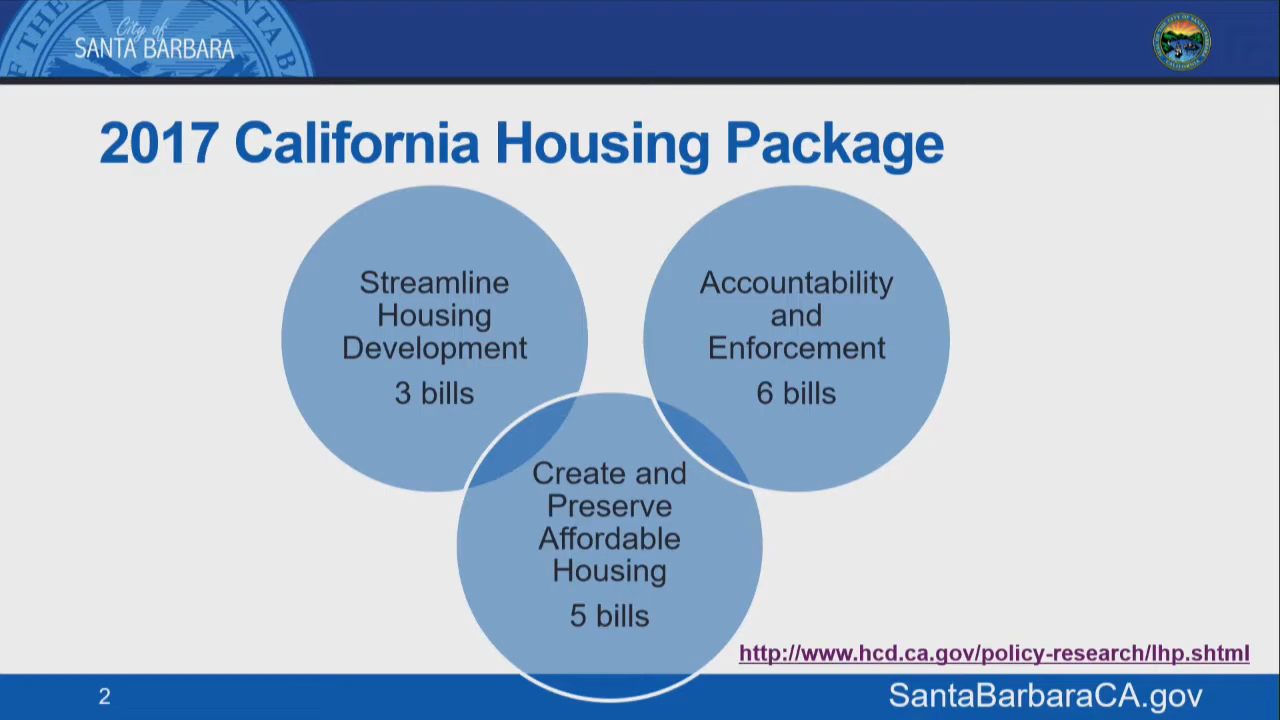 City of
SANTA BARBARA
2017 California Housing Package
Streamline
Housing
Development
3 bills
Accountability
and
Enforcement
6 bills
Create and
Preserve
Affordable
Housing
5 bills
http://www.hcd.ca.gov/policy-research/lhp.shtml
2
SantaBarbaraCA.gov